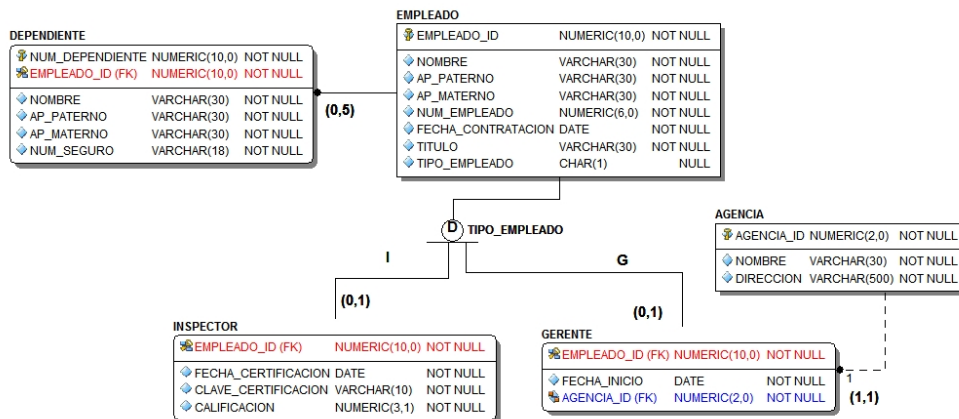 EMPLEADO
EMPLEADO_ID NUMERIC(10,0) NOT NULL
NOMBRE VARCHAR(30) NOT NULL
AP_PATERNO VARCHAR(30) NOT NULL
AP_MATERNO VARCHAR(30) NOT NULL
NUM_EMPLEADO NUMERIC(6,0) NOT NULL
FECHA_CONTRATACION DATE NOT NULL
TITULO VARCHAR(30) NOT NULL
TIPO_EMPLEADO CHAR(1) NULL
DEPENDIENTE
NUM_DEPENDIENTE NUMERIC(10,0) NOT NULL
EMPLEADO_ID (FK) NUMERIC(10,0) NOT NULL
NOMBRE VARCHAR(30) NOT NULL
AP_PATERNO VARCHAR(30) NOT NULL
AP_MATERNO VARCHAR(30) NOT NULL
NUM_SEGURO VARCHAR(18) NOT NULL
(0,5)
D TIPO_EMPLEADO
I
G
(0,1)
(0,1)
AGENCIA
AGENCIA_ID NUMERIC(2,0) NOT NULL
NOMBRE VARCHAR(30) NOT NULL
DIRECCION VARCHAR(500) NOT NULL
INSPECTOR
EMPLEADO_ID (FK) NUMERIC(10,0) NOT NULL
FECHA_CERTIFICACION DATE NOT NULL
CLAVE_CERTIFICACION VARCHAR(10) NOT NULL
CALIFICACION NUMERIC(3,1) NOT NULL
GERENTE
EMPLEADO_ID (FK) NUMERIC(10,0) NOT NULL
FECHA_INICIO DATE NOT NULL
AGENCIA_ID (FK) NUMERIC(2,0) NOT NULL
1
(1,1)